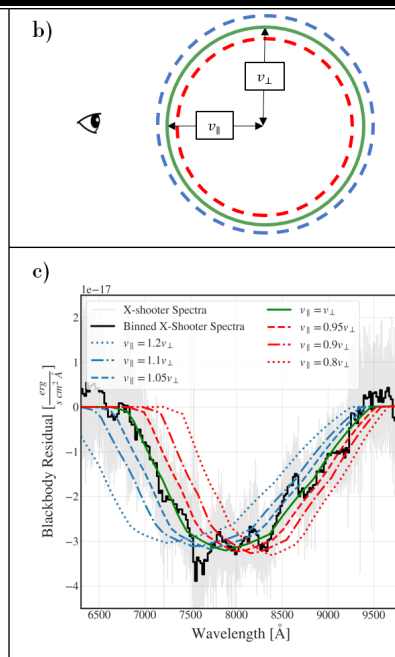 b)
v⊥
v∥
c)
1e−17
X-shooter Spectra
Binned X-Shooter Spectra
v∥ = 1.2v⊥
v∥ = 1.1v⊥
v∥ = 1.05v⊥
v∥ = v⊥
v∥ = 0.95v⊥
v∥ = 0.9v⊥
v∥ = 0.8v⊥
2
1
0
−1
−2
−3
−4
Blackbody Residual [erg / s cm² Å]
6500 7000 7500 8000 8500 9000 9500
Wavelength [Å]